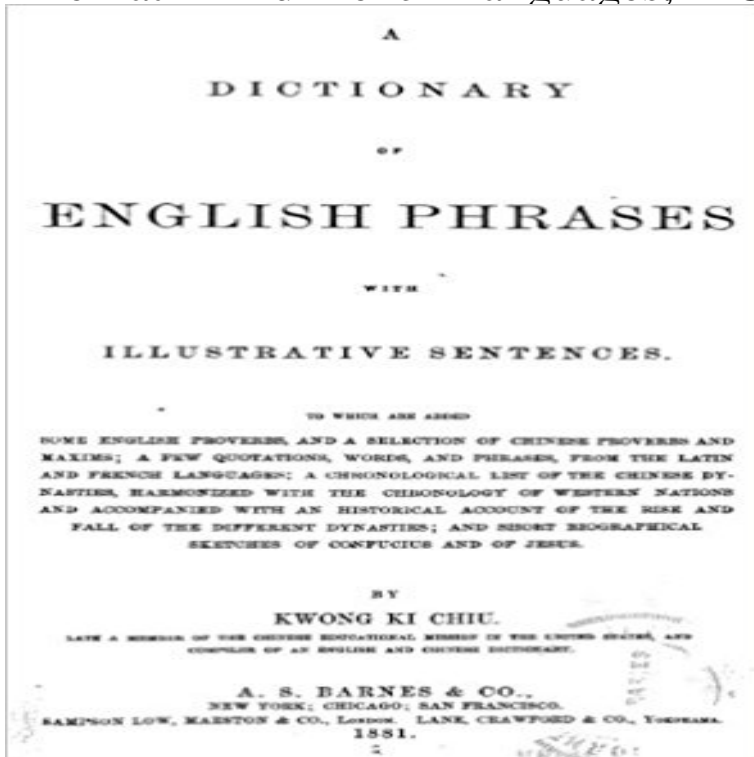 A
DICTIONARY
OF
ENGLISH PHRASES
WITH
ILLUSTRATIVE SENTENCES.
TO WHICH ARE ADDED
SOME ENGLISH PROVERBS, AND A SELECTION OF CHINESE PROVERBS AND
MAXIMS; A FEW QUOTATIONS, WORDS, AND PHRASES, FROM THE LATIN
AND FRENCH LANGUAGES; A CHRONOLOGICAL LIST OF THE CHINESE DY-
NASTIES, HARMONIZED WITH THE CHRONOLOGY OF WESTERN NATIONS
AND ACCOMPANIED WITH AN HISTORICAL ACCOUNT OF THE RISE AND
FALL OF THE DIFFERENT DYNASTIES; AND SHORT BIOGRAPHICAL
SKETCHES OF CONFUCIUS AND OF JESUS.
BY
KWONG KI CHIU.
LATE A MEMBER OF THE CHINESE EDUCATIONAL MISSION IN THE UNITED STATES, AND
COMPILER OF AN ENGLISH AND CHINESE DICTIONARY.
A. S. BARNES & CO.,
NEW YORK; CHICAGO; SAN FRANCISCO.
SAMPSON LOW, MARSTON & CO., LONDON. LANE, CRAWFORD & CO., YOKOHAMA.
1881.